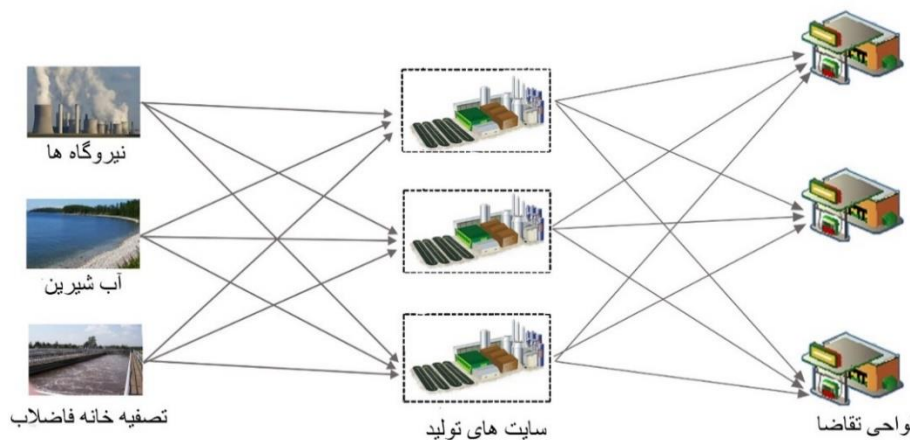 نیروگاه ها
آب شیرین
تصفیه خانه فاضلاب
سایت های تولید
واحی تقاضا